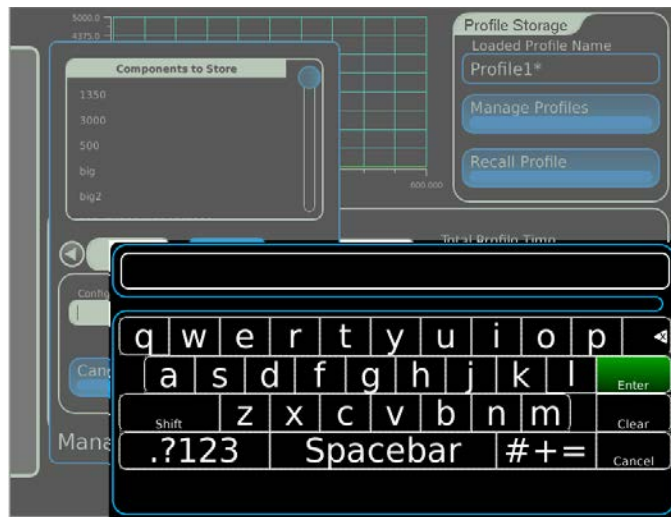 5000.0
4375.0
Components to Store
1350
3000
500
big
big2
600.000
Profile Storage
Loaded Profile Name
Profile1*
Manage Profiles
Recall Profile
Total Profile Time
q w e r t y u i o p
a s d f g h j k l Enter
Shift z x c v b n m Clear
.?123 Spacebar #+= Cancel